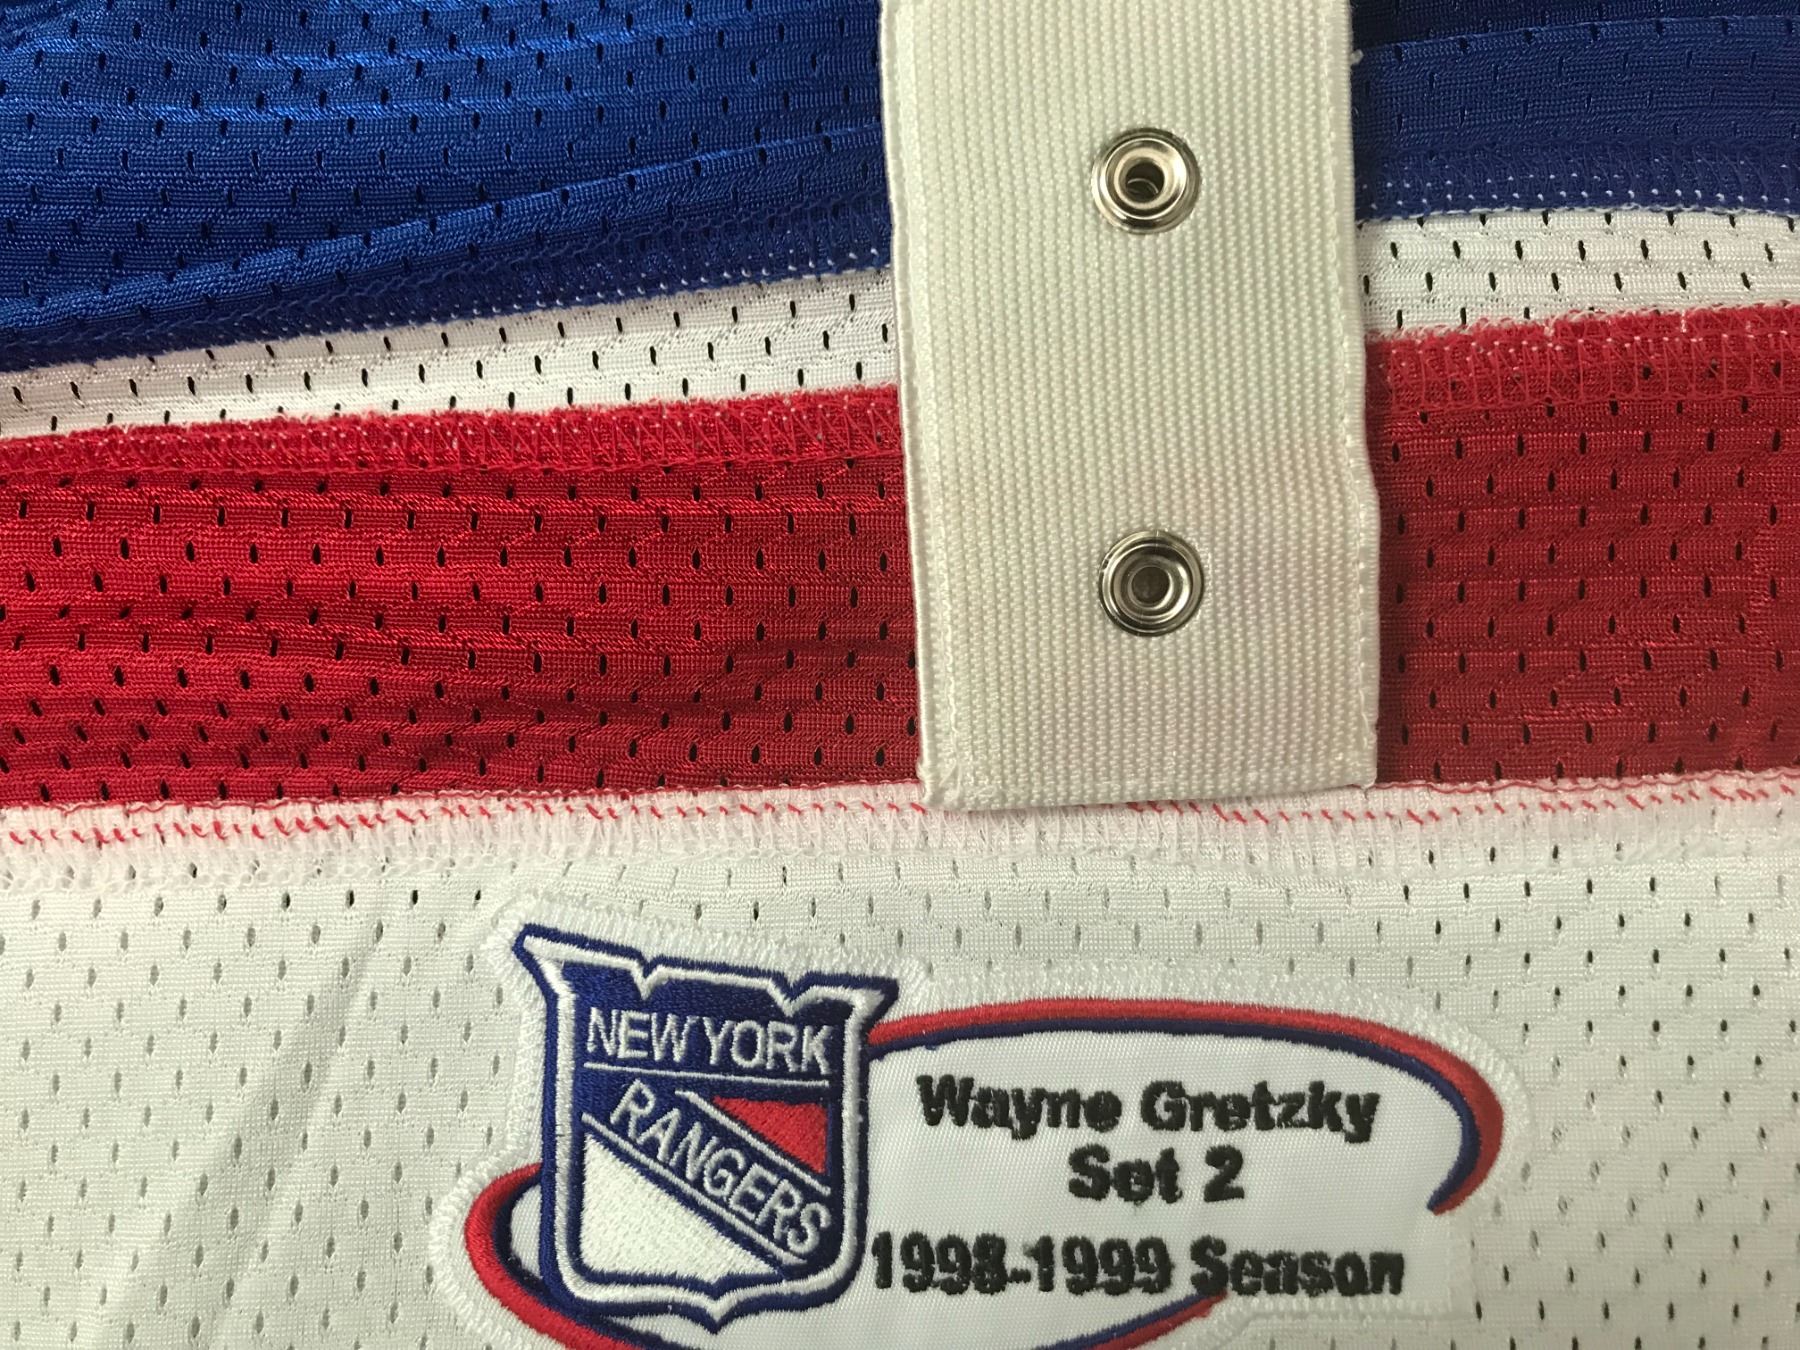 NEW YORK
RANGERS
Wayne Gretzky
Set 2
1998-1999 Season